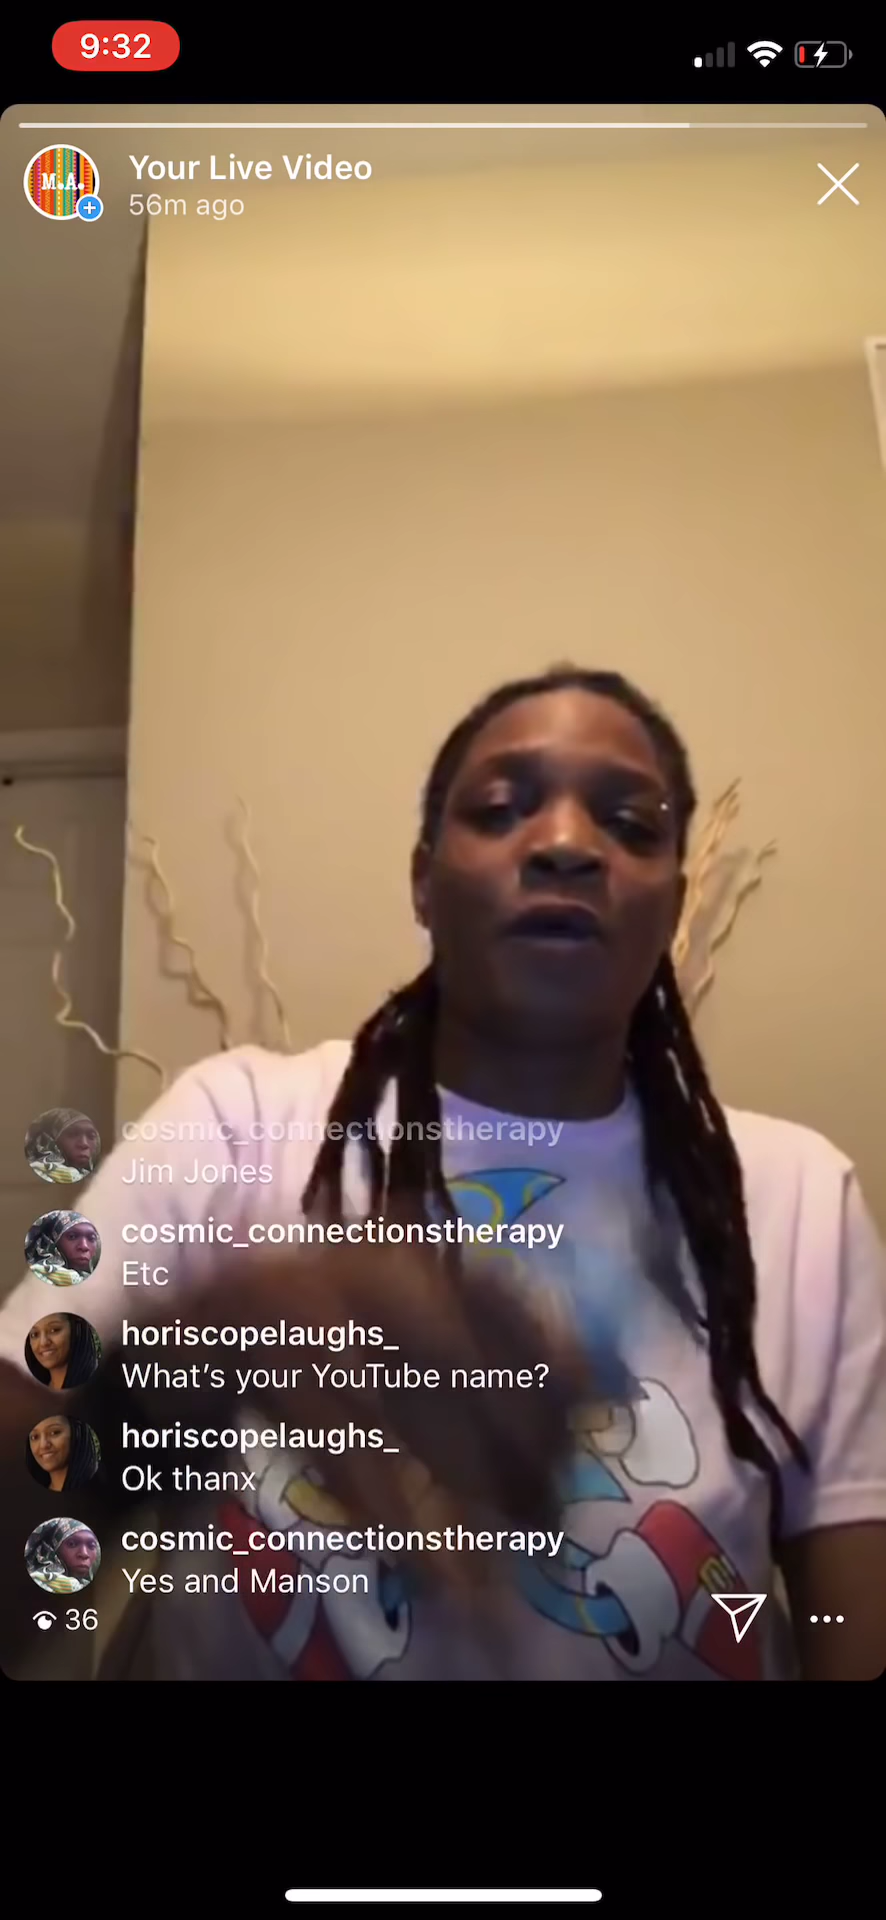 9:32
M.A.
Your Live Video
56m ago
cosmic_connectionstherapy
Jim Jones
cosmic_connectionstherapy
Etc
horiscopelaughs_
What's your YouTube name?
horiscopelaughs_
Ok thanx
cosmic_connectionstherapy
Yes and Manson
36